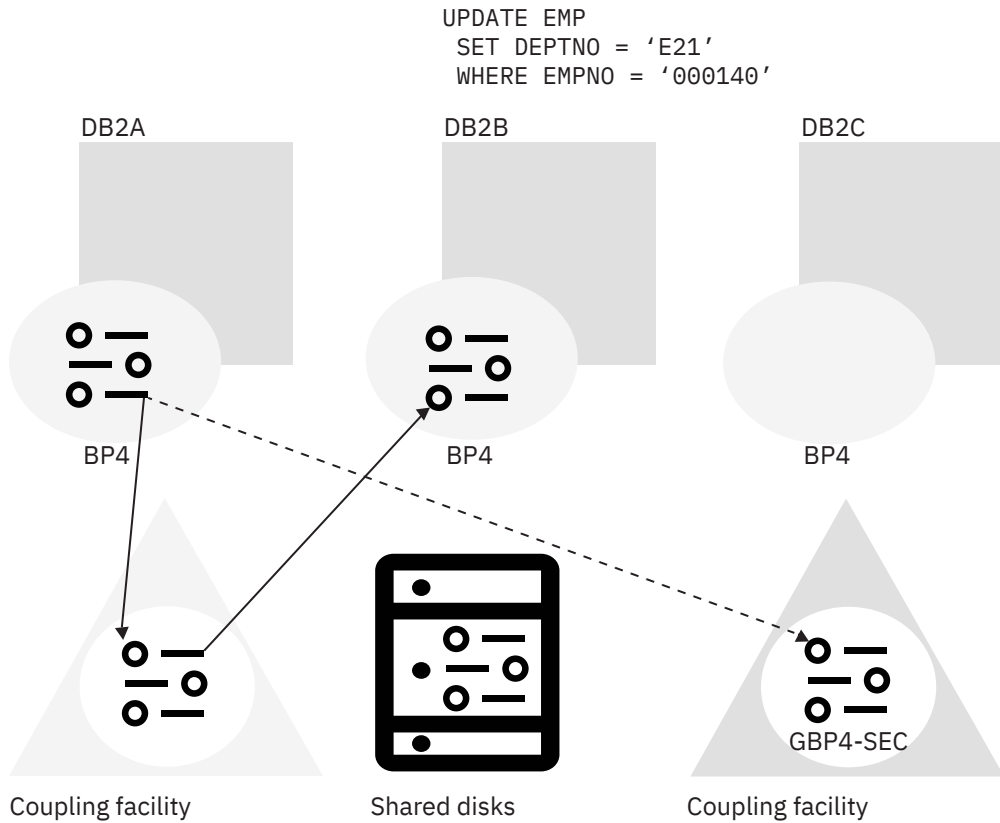 UPDATE EMP
SET DEPTNO = ‘E21’
WHERE EMPNO = ‘000140’
DB2A
DB2B
DB2C
BP4
BP4
BP4
GBP4-SEC
Coupling facility
Shared disks
Coupling facility